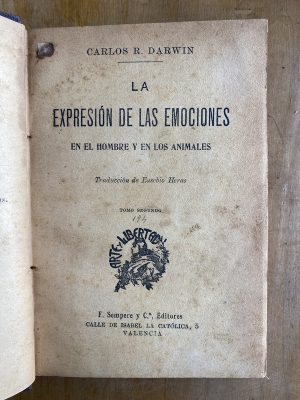 CARLOS R. DARWIN
LA
EXPRESIÓN DE LAS EMOCIONES
EN EL HOMBRE Y EN LOS ANIMALES
Traducción de Eusebio Heras
TOMO SEGUNDO
ARTE Y LIBERTAD
F. Sempere y C.ª, Editores
CALLE DE ISABEL LA CATÓLICA, 5
VALENCIA